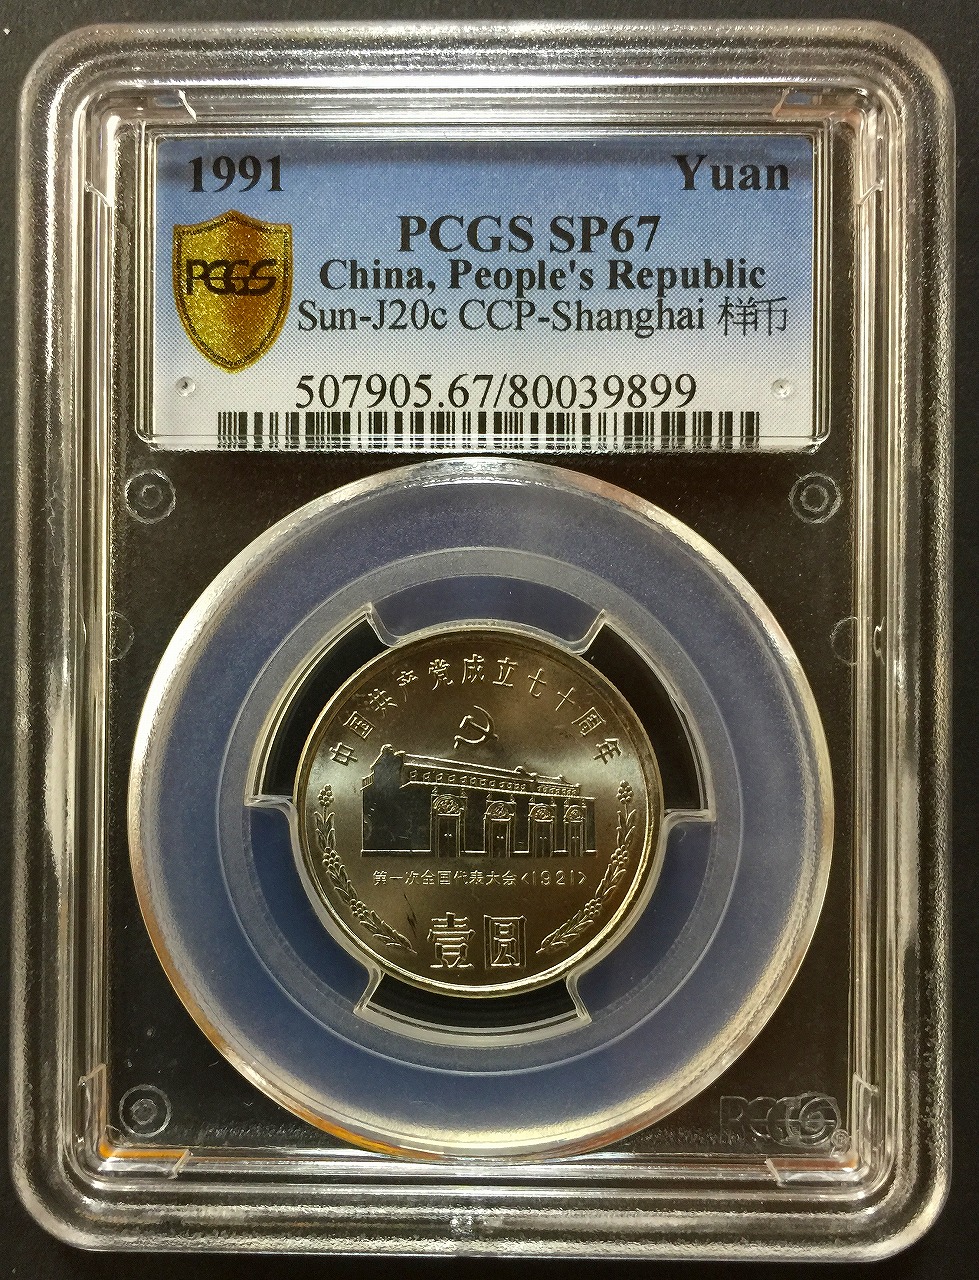 1991 Yuan
PCGS SP67
PCGS
China, People's Republic
Sun-J20c CCP-Shanghai 样币
507905.67/80039899
中国共产党成立七十周年
第一次全国代表大会<1921>
壹圆
PCGS®